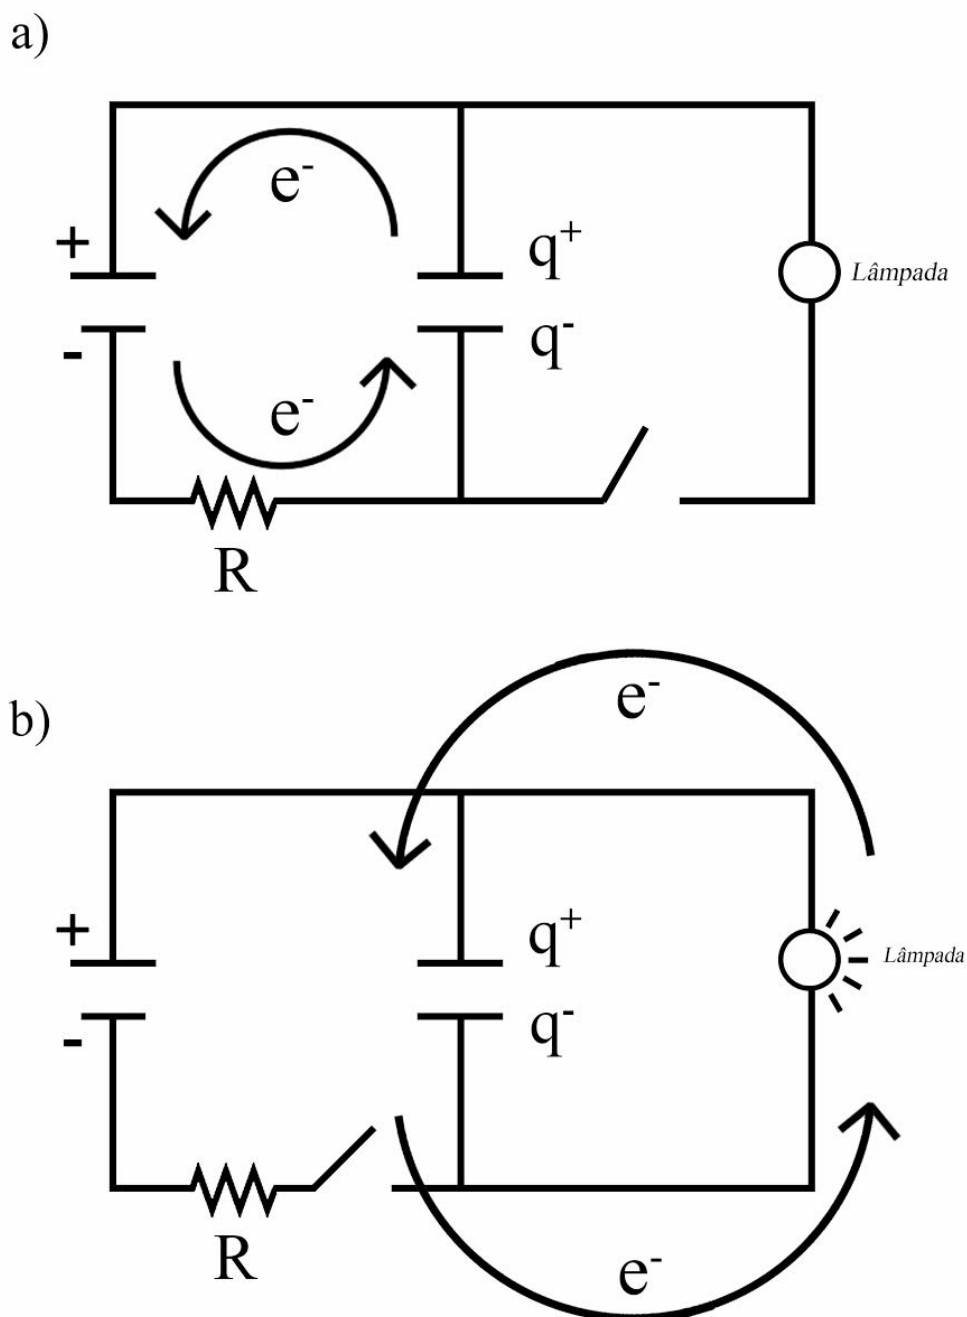 a)
e-
+
q+
Lâmpada
-
q-
e-
R
e-
b)
+
q+
Lâmpada
-
q-
R
e-